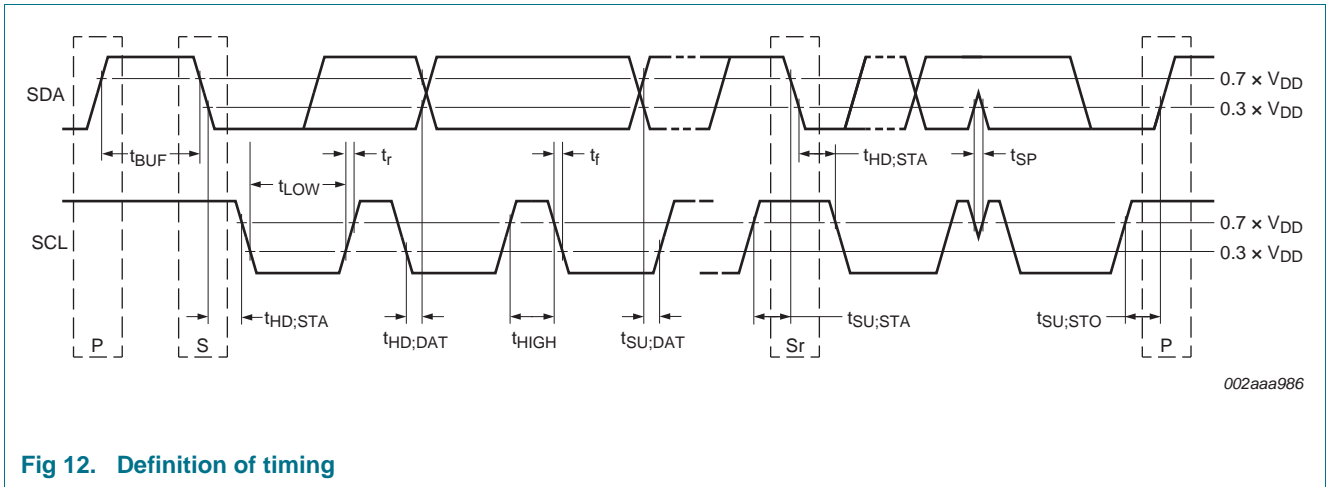 SDA
0.7 × VDD
0.3 × VDD
tBUF
tr
tf
tHD;STA
tSP
tLOW
SCL
0.7 × VDD
0.3 × VDD
tHD;STA
tHD;DAT
tHIGH
tSU;DAT
tSU;STA
tSU;STO
P
S
Sr
P
002aaa986
Fig 12. Definition of timing